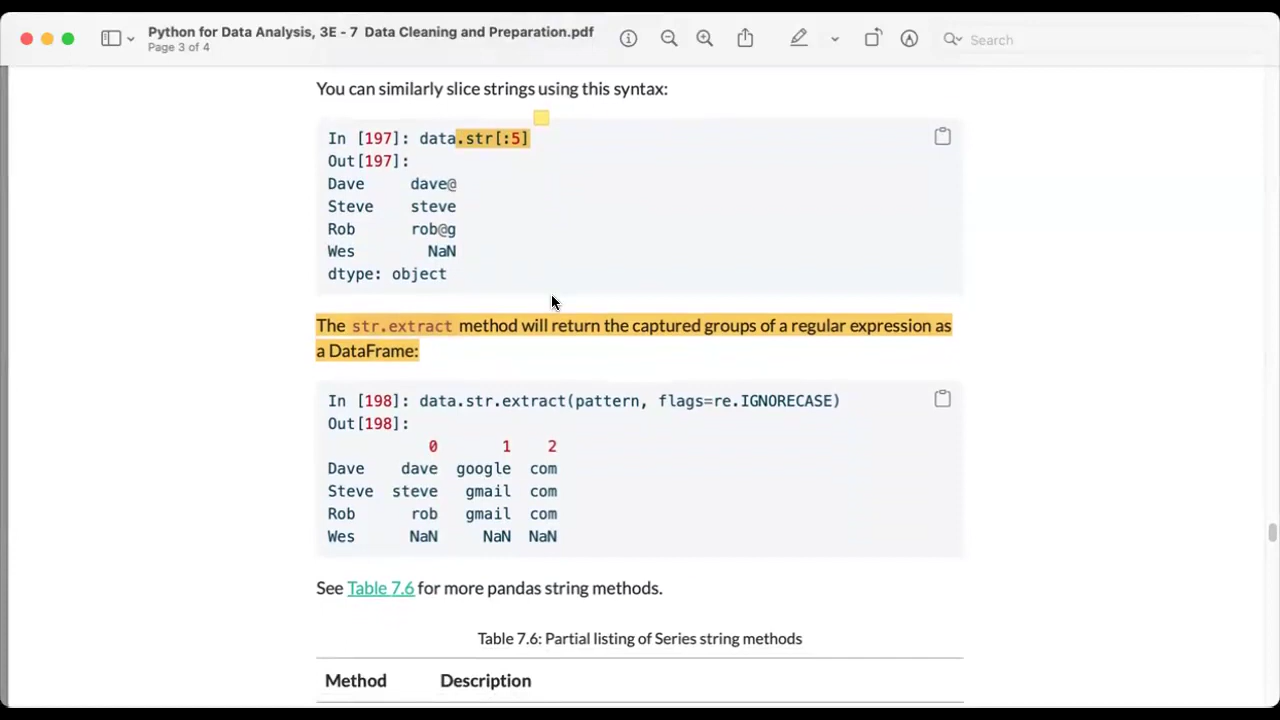 Python for Data Analysis, 3E - 7 Data Cleaning and Preparation.pdf
Page 3 of 4
Search
You can similarly slice strings using this syntax:
In [197]: data.str[:5]
Out[197]:
Dave     dave@
Steve    steve
Rob      rob@g
Wes        NaN
dtype: object
The str.extract method will return the captured groups of a regular expression as
a DataFrame:
In [198]: data.str.extract(pattern, flags=re.IGNORECASE)
Out[198]:
           0       1    2
Dave    dave  google  com
Steve  steve   gmail  com
Rob      rob   gmail  com
Wes      NaN     NaN  NaN
See Table 7.6 for more pandas string methods.
Table 7.6: Partial listing of Series string methods
Method Description